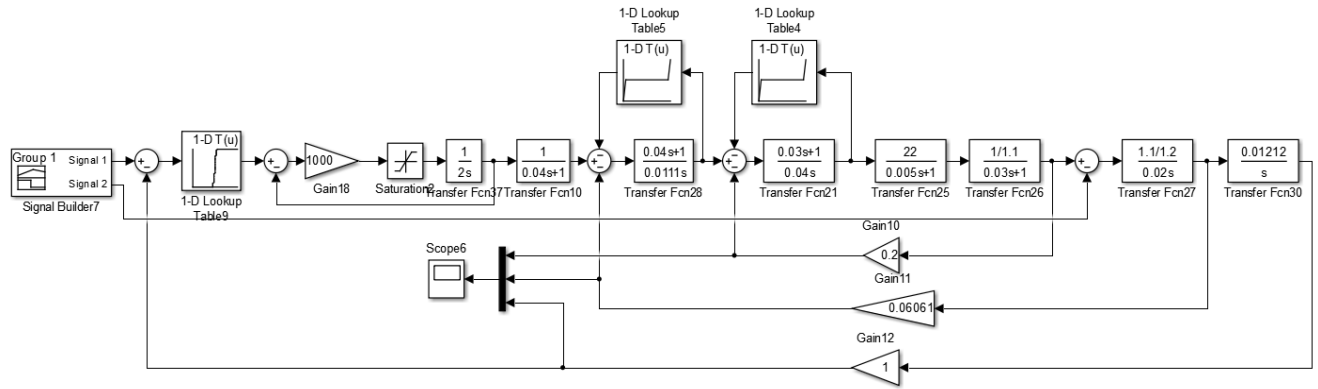 1-D Lookup
Table5
1-D T(u)
1-D Lookup
Table4
1-D T(u)
Group 1
Signal 1
Signal 2
Signal Builder7
+
−
1-D T(u)
1-D Lookup
Table9
+
−
1000
Gain18
Saturation2
1
2s
Transfer Fcn37
1
0.04s+1
Transfer Fcn10
+
−
−
0.04s+1
0.0111s
Transfer Fcn28
+
−
−
0.03s+1
0.04s
Transfer Fcn21
22
0.005s+1
Transfer Fcn25
1/1.1
0.03s+1
Transfer Fcn26
+
−
1.1/1.2
0.02s
Transfer Fcn27
0.01212
s
Transfer Fcn30
Gain10
0.2
Scope6
Gain11
0.06061
Gain12
1